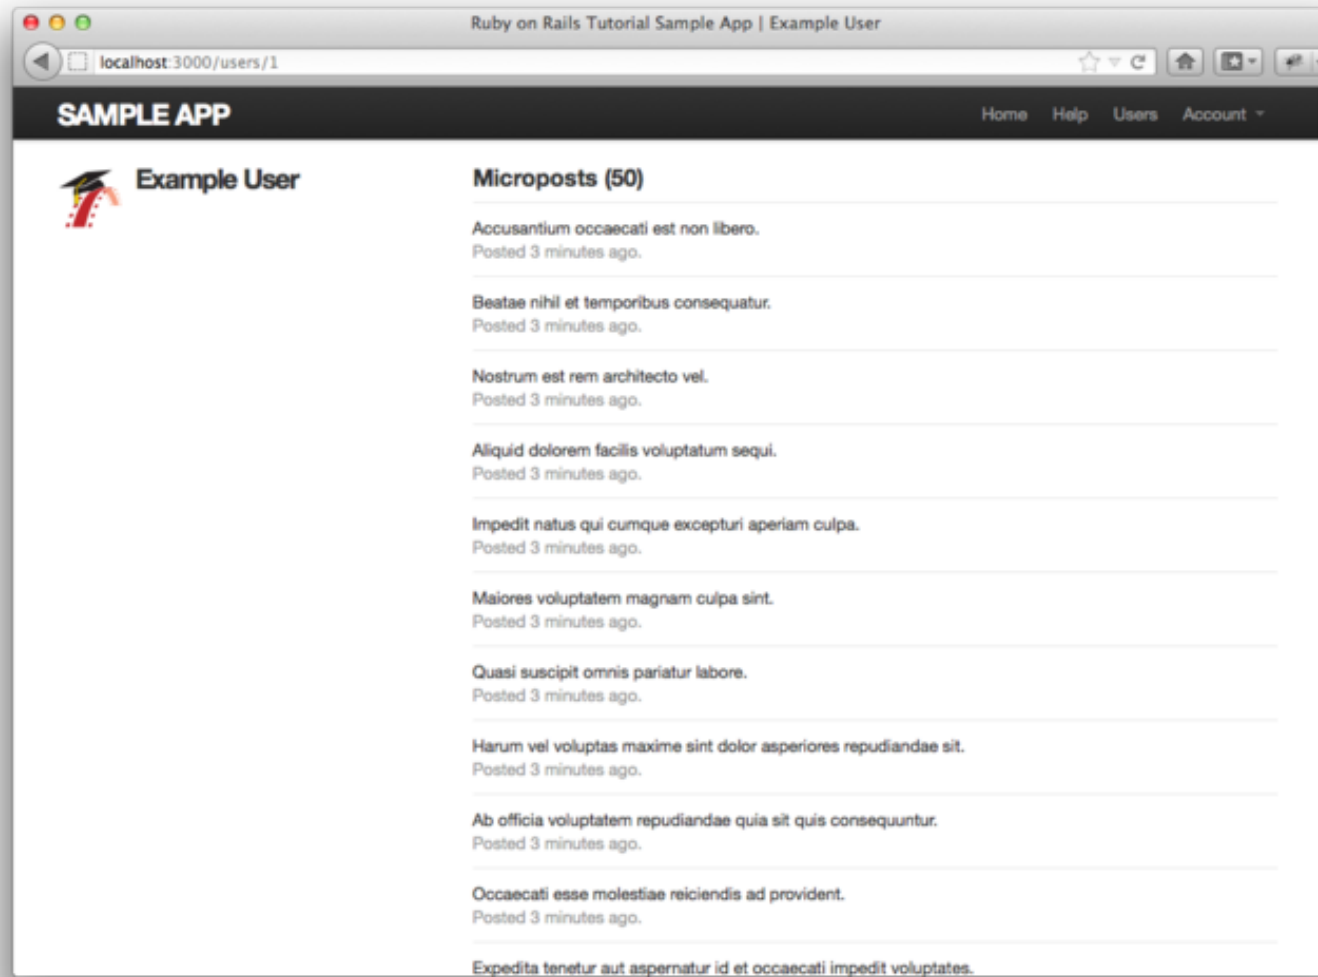 Ruby on Rails Tutorial Sample App | Example User
localhost:3000/users/1
SAMPLE APP
Home Help Users Account
Example User
Microposts (50)
Accusantium occaecati est non libero.
Posted 3 minutes ago.
Beatae nihil et temporibus consequatur.
Posted 3 minutes ago.
Nostrum est rem architecto vel.
Posted 3 minutes ago.
Aliquid dolorem facilis voluptatum sequi.
Posted 3 minutes ago.
Impedit natus qui cumque excepturi aperiam culpa.
Posted 3 minutes ago.
Maiores voluptatem magnam culpa sint.
Posted 3 minutes ago.
Quasi suscipit omnis pariatur labore.
Posted 3 minutes ago.
Harum vel voluptas maxime sint dolor asperiores repudiandae sit.
Posted 3 minutes ago.
Ab officia voluptatem repudiandae quia sit quis consequuntur.
Posted 3 minutes ago.
Occaecati esse molestiae reiciendis ad provident.
Posted 3 minutes ago.
Expedita tenetur aut aspernatur id et occaecati impedit voluptates.